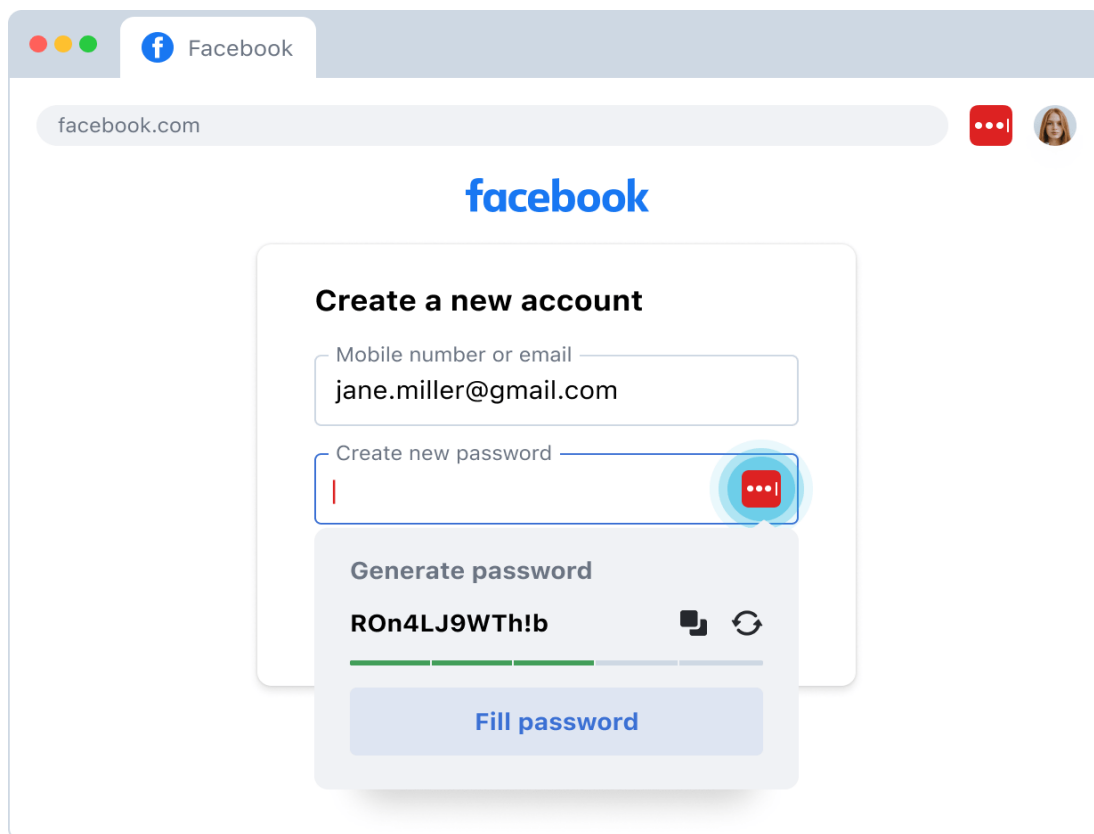 Facebook
facebook.com
facebook
Create a new account
Mobile number or email
jane.miller@gmail.com
Create new password
Generate password
ROn4LJ9WTh!b
Fill password